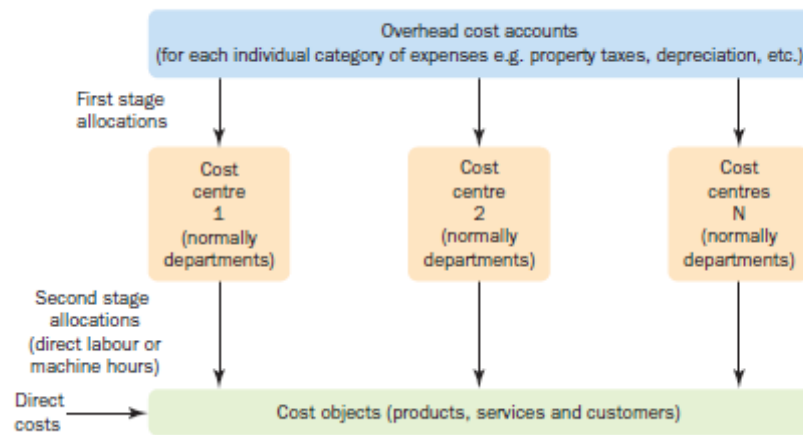 Overhead cost accounts
(for each individual category of expenses e.g. property taxes, depreciation, etc.)
First stage
allocations
Cost
centre
1
(normally
departments)
Cost
centre
2
(normally
departments)
Cost
centres
N
(normally
departments)
Second stage
allocations
(direct labour or
machine hours)
Direct
costs
Cost objects (products, services and customers)